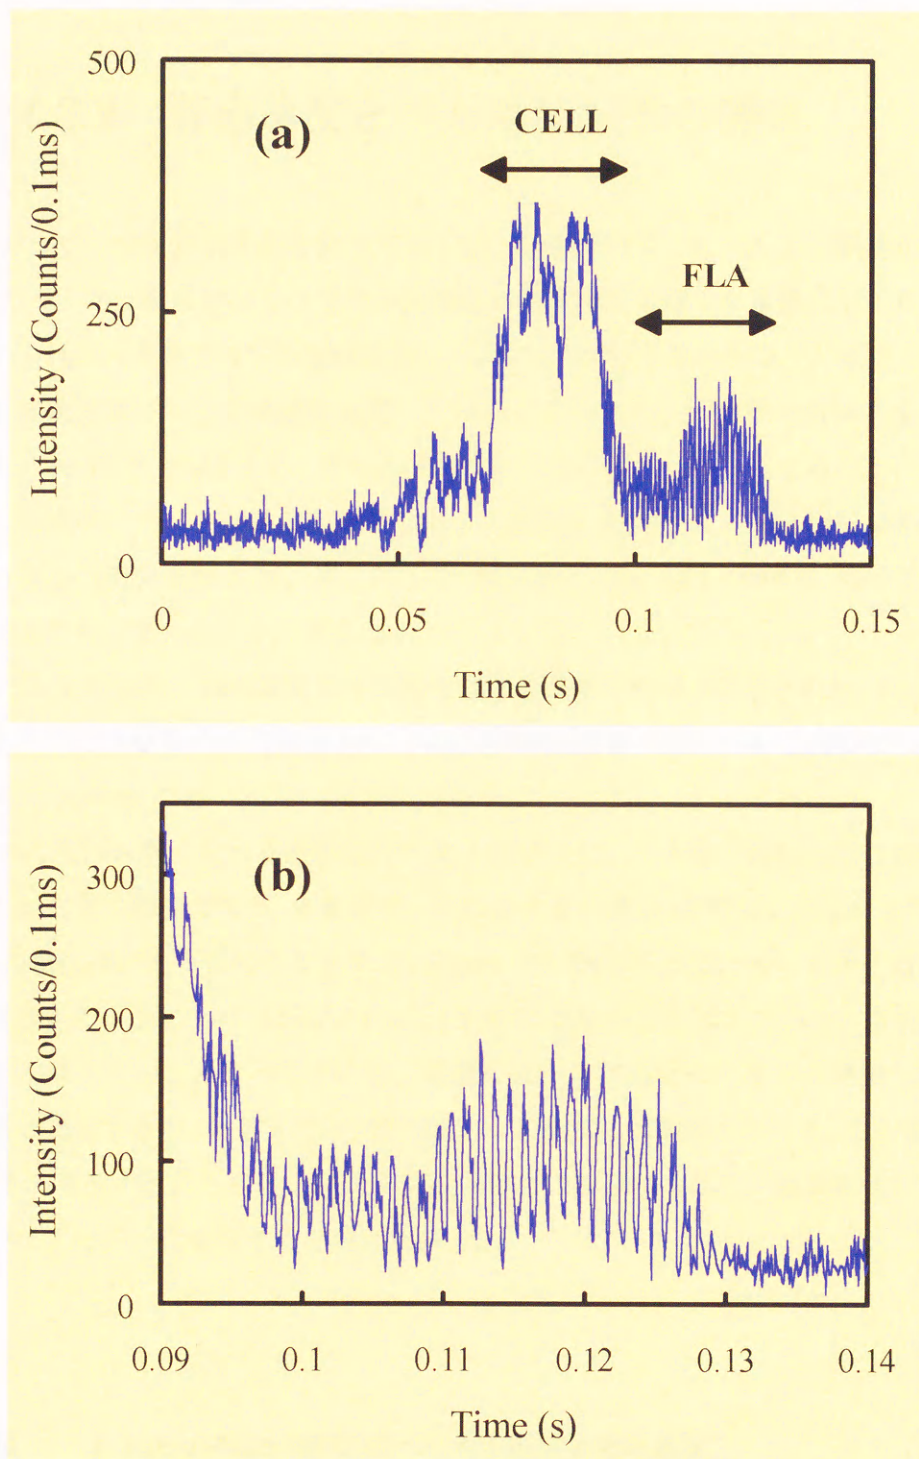 500
(a)
CELL
FLA
250
0
0 0.05 0.1 0.15
Intensity (Counts/0.1ms)
Time (s)
(b)
300
200
100
0
0.09 0.1 0.11 0.12 0.13 0.14
Intensity (Counts/0.1ms)
Time (s)